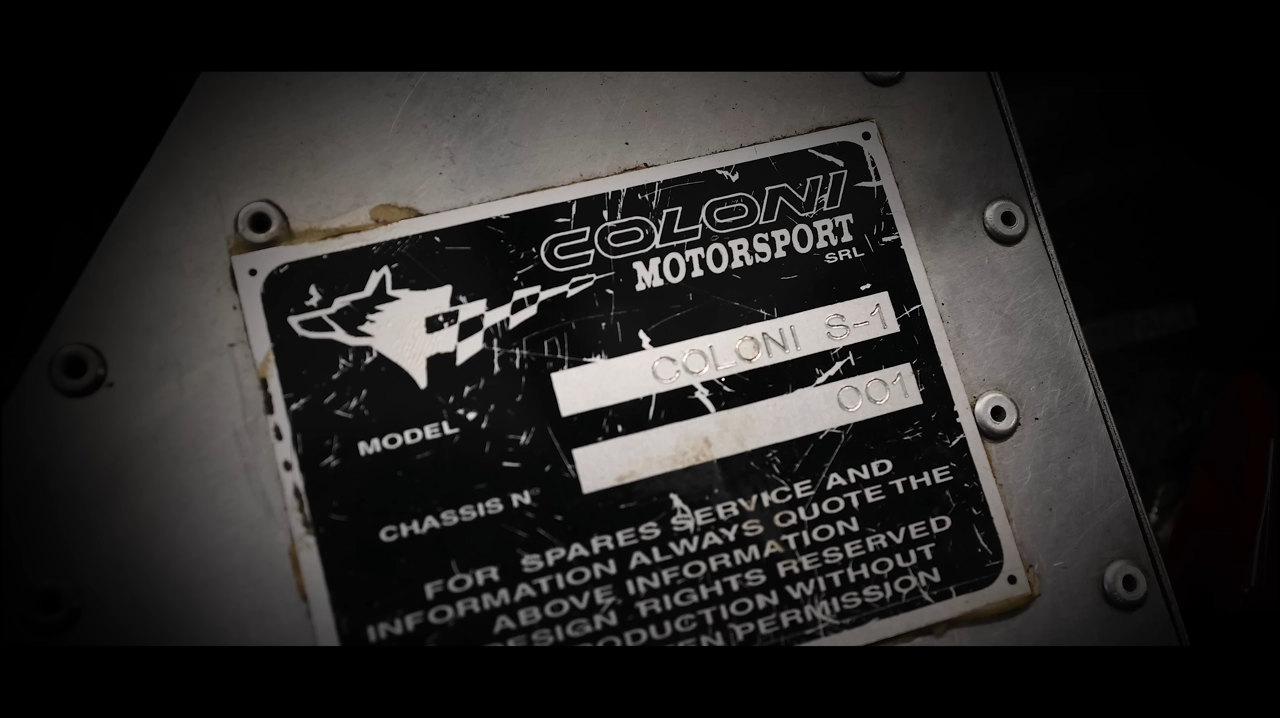 COLONI
MOTORSPORT
SRL
MODEL COLONI S-1
CHASSIS N° 001
FOR SPARES SERVICE AND
INFORMATION ALWAYS QUOTE THE
ABOVE INFORMATION
DESIGN RIGHTS RESERVED
WITHOUT
PERMISSION